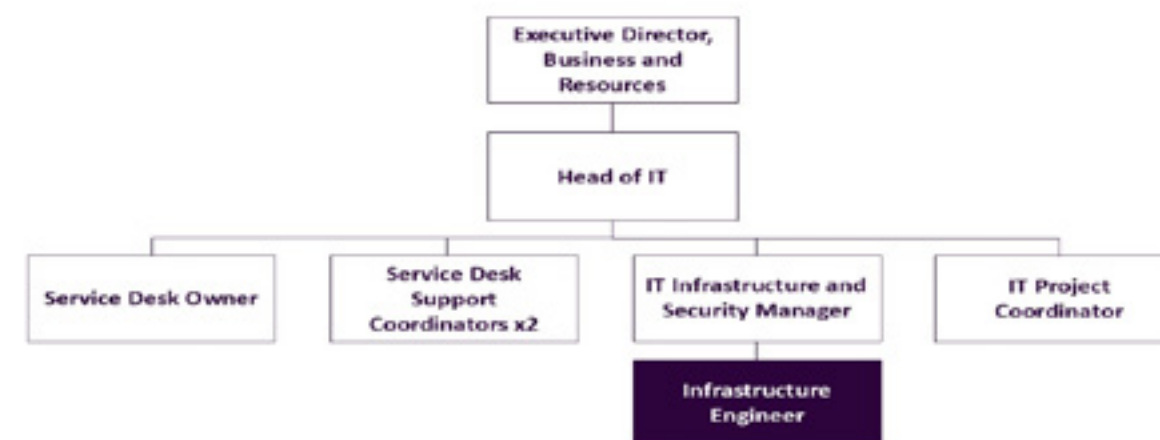 Executive Director,
Business and
Resources
Head of IT
Service Desk Owner
Service Desk
Support
Coordinators x2
IT Infrastructure and
Security Manager
IT Project
Coordinator
Infrastructure
Engineer